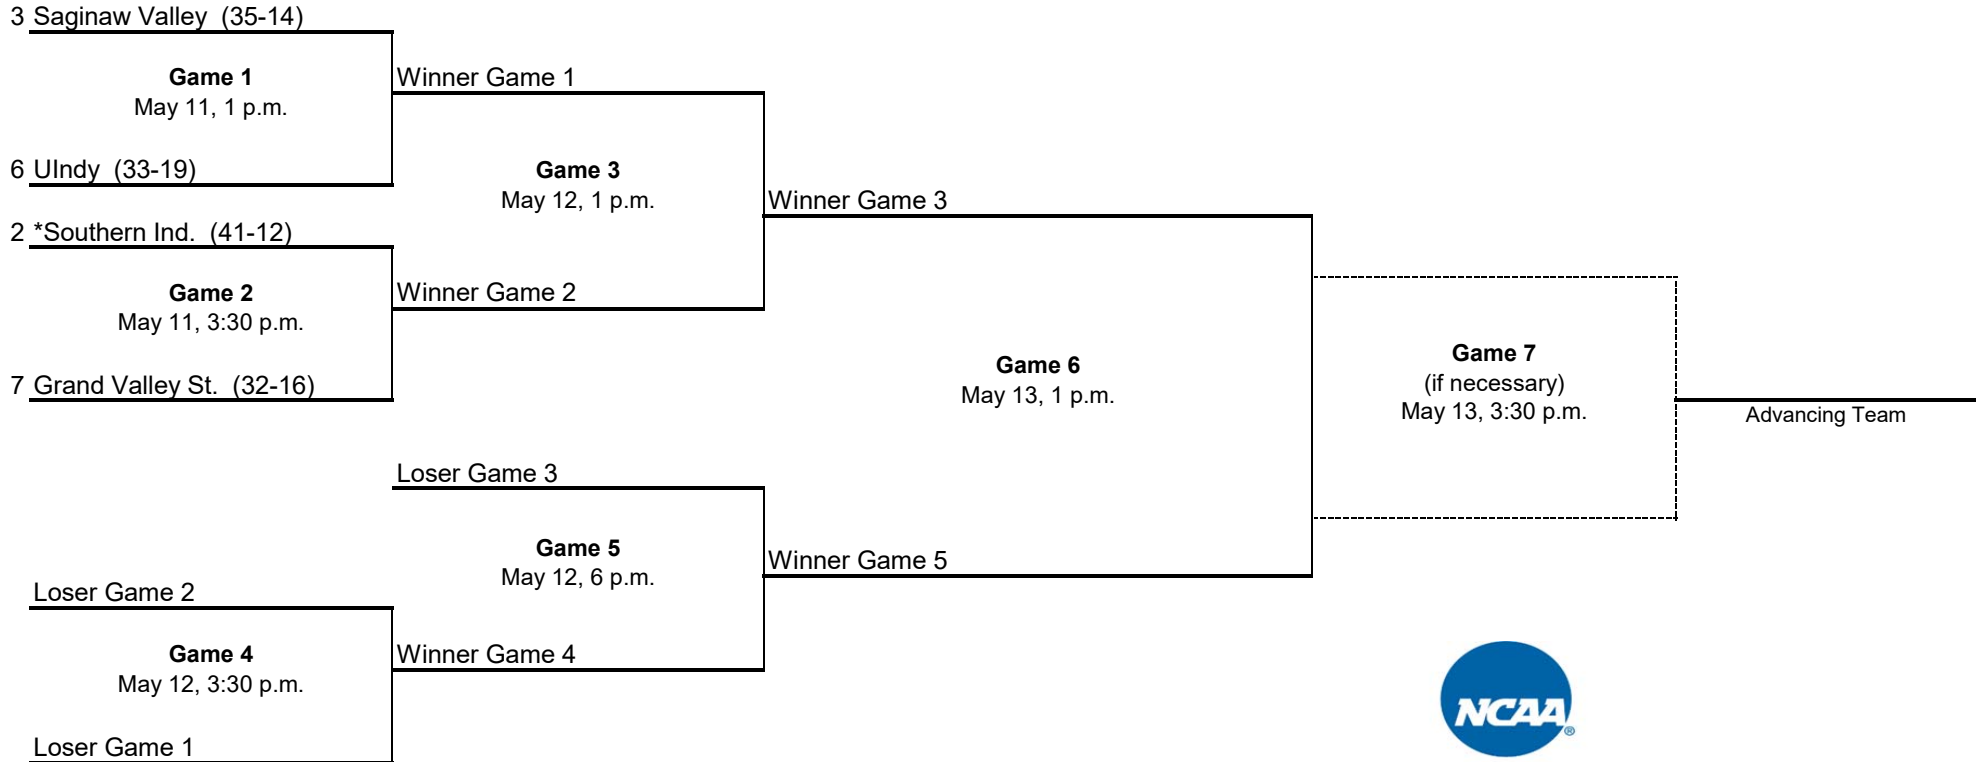 3 Saginaw Valley (35-14)
Game 1
May 11, 1 p.m.
6 UIndy (33-19)
2 *Southern Ind. (41-12)
Game 2
May 11, 3:30 p.m.
7 Grand Valley St. (32-16)
Winner Game 1
Game 3
May 12, 1 p.m.
Winner Game 2
Winner Game 3
Game 6
May 13, 1 p.m.
Game 7
(if necessary)
May 13, 3:30 p.m.
Advancing Team
Loser Game 3
Game 5
May 12, 6 p.m.
Winner Game 5
Loser Game 2
Game 4
May 12, 3:30 p.m.
Winner Game 4
Loser Game 1
NCAA®